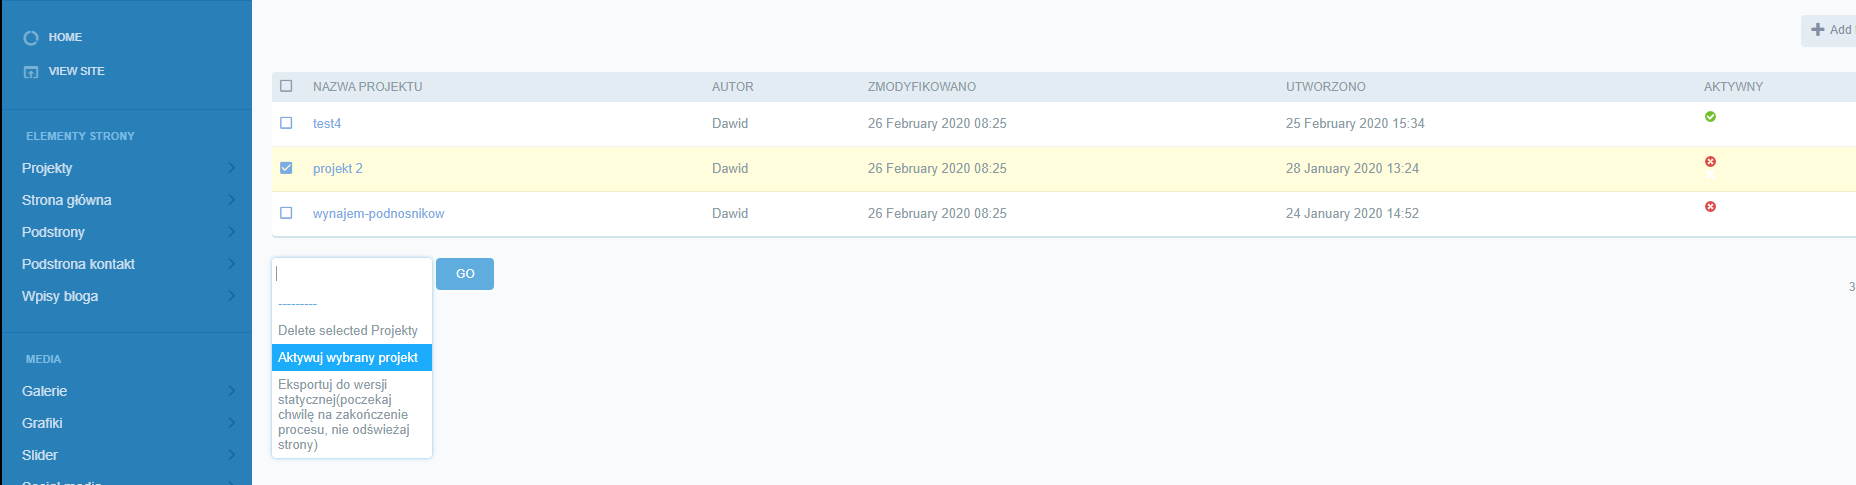 HOME
VIEW SITE
ELEMENTY STRONY
Projekty
Strona główna
Podstrony
Podstrona kontakt
Wpisy bloga
MEDIA
Galerie
Grafiki
Slider
Social media
Add
NAZWA PROJEKTU AUTOR ZMODYFIKOWANO UTWORZONO AKTYWNY
test4 Dawid 26 February 2020 08:25 25 February 2020 15:34
projekt 2 Dawid 26 February 2020 08:25 28 January 2020 13:24
wynajem-podnosnikow Dawid 26 February 2020 08:25 24 January 2020 14:52
GO
3
---------
Delete selected Projekty
Aktywuj wybrany projekt
Eksportuj do wersji
statycznej(poczekaj
chwilę na zakończenie
procesu, nie odświeżaj
strony)